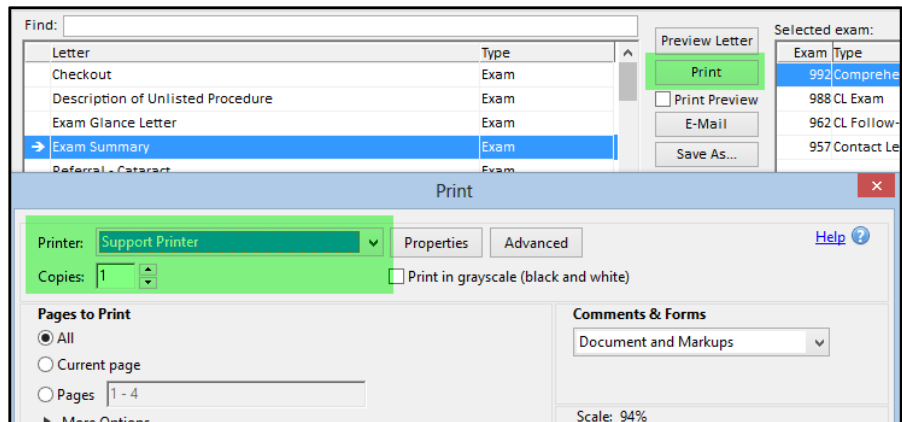 Find:
Letter Type
Checkout Exam
Description of Unlisted Procedure Exam
Exam Glance Letter Exam
Exam Summary Exam
Referral - Cataract Exam
Preview Letter
Print
Print Preview
E-Mail
Save As...
Selected exam:
Exam Type
992 Comprehe
988 CL Exam
962 CL Follow-
957 Contact Le
Print
Printer: Support Printer Properties Advanced Help
Copies: 1 Print in grayscale (black and white)
Pages to Print
All
Current page
Pages 1 - 4
More Options
Comments & Forms
Document and Markups
Scale: 94%